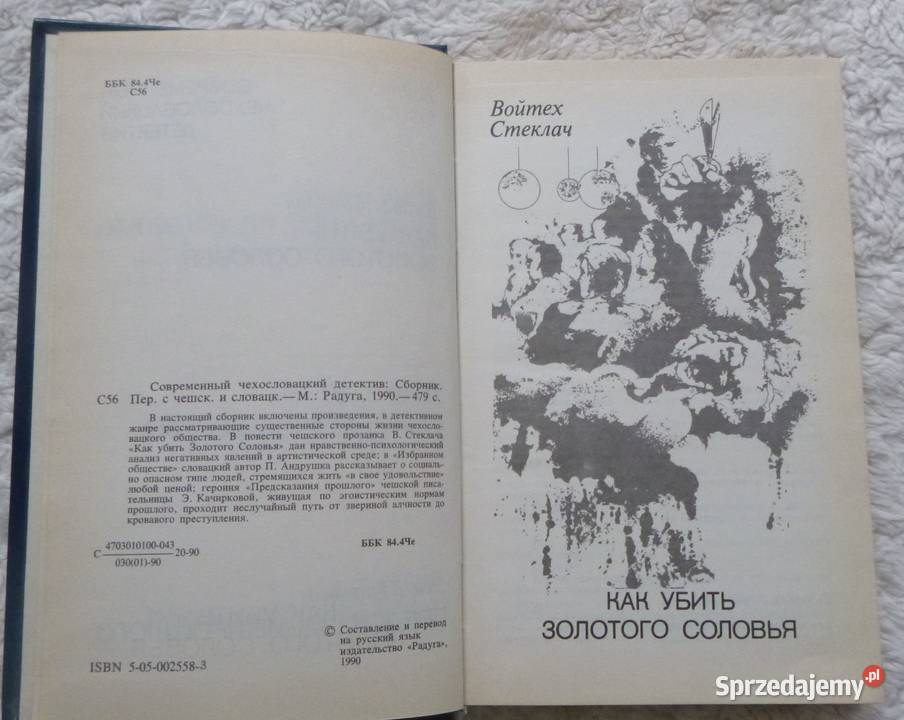 ББК 84.4Че
С56
Современный чехословацкий детектив: Сборник.
С56 Пер. с чешск. и словацк.— М.: Радуга, 1990.— 479 с.
В настоящий сборник включены произведения, в детективном
жанре рассматривающие существенные стороны жизни чехосло-
вацкого общества. В повести чешского прозаика В. Стеклача
«Как убить Золотого Соловья» дан нравственно-психологический
анализ негативных явлений в артистической среде; в «Избранном
обществе» словацкий автор П. Андрушка рассказывает о социаль-
но опасном типе людей, стремящихся жить «в свое удовольствие»
любой ценой; героиня «Предсказания прошлого» чешской писа-
тельницы Э. Качирковой, живущая по эгоистическим нормам
прошлого, проходит неслучайный путь от звериной алчности до
кровавого преступления.
С 4703010100-043 20-90
030(01)-90
ББК 84.4Че
© Составление и перевод
на русский язык
издательство «Радуга»,
1990
ISBN 5-05-002558-3
Войтех
Стеклач
КАК УБИТЬ
ЗОЛОТОГО СОЛОВЬЯ
Sprzedajemy.pl